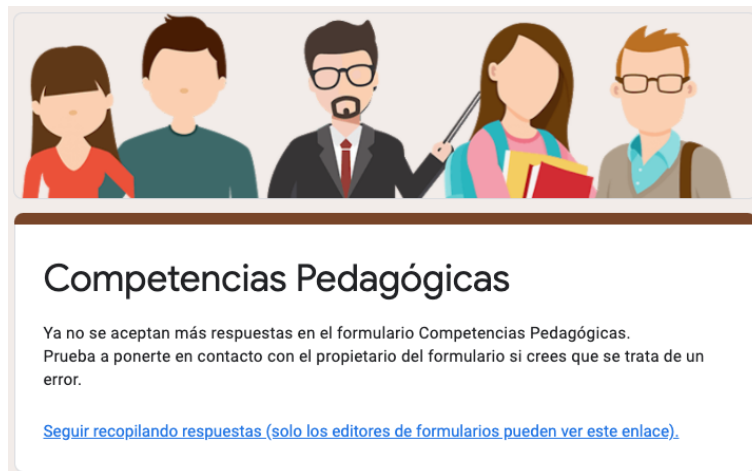 Competencias Pedagógicas
Ya no se aceptan más respuestas en el formulario Competencias Pedagógicas.
Prueba a ponerte en contacto con el propietario del formulario si crees que se trata de un
error.
Seguir recopilando respuestas (solo los editores de formularios pueden ver este enlace).